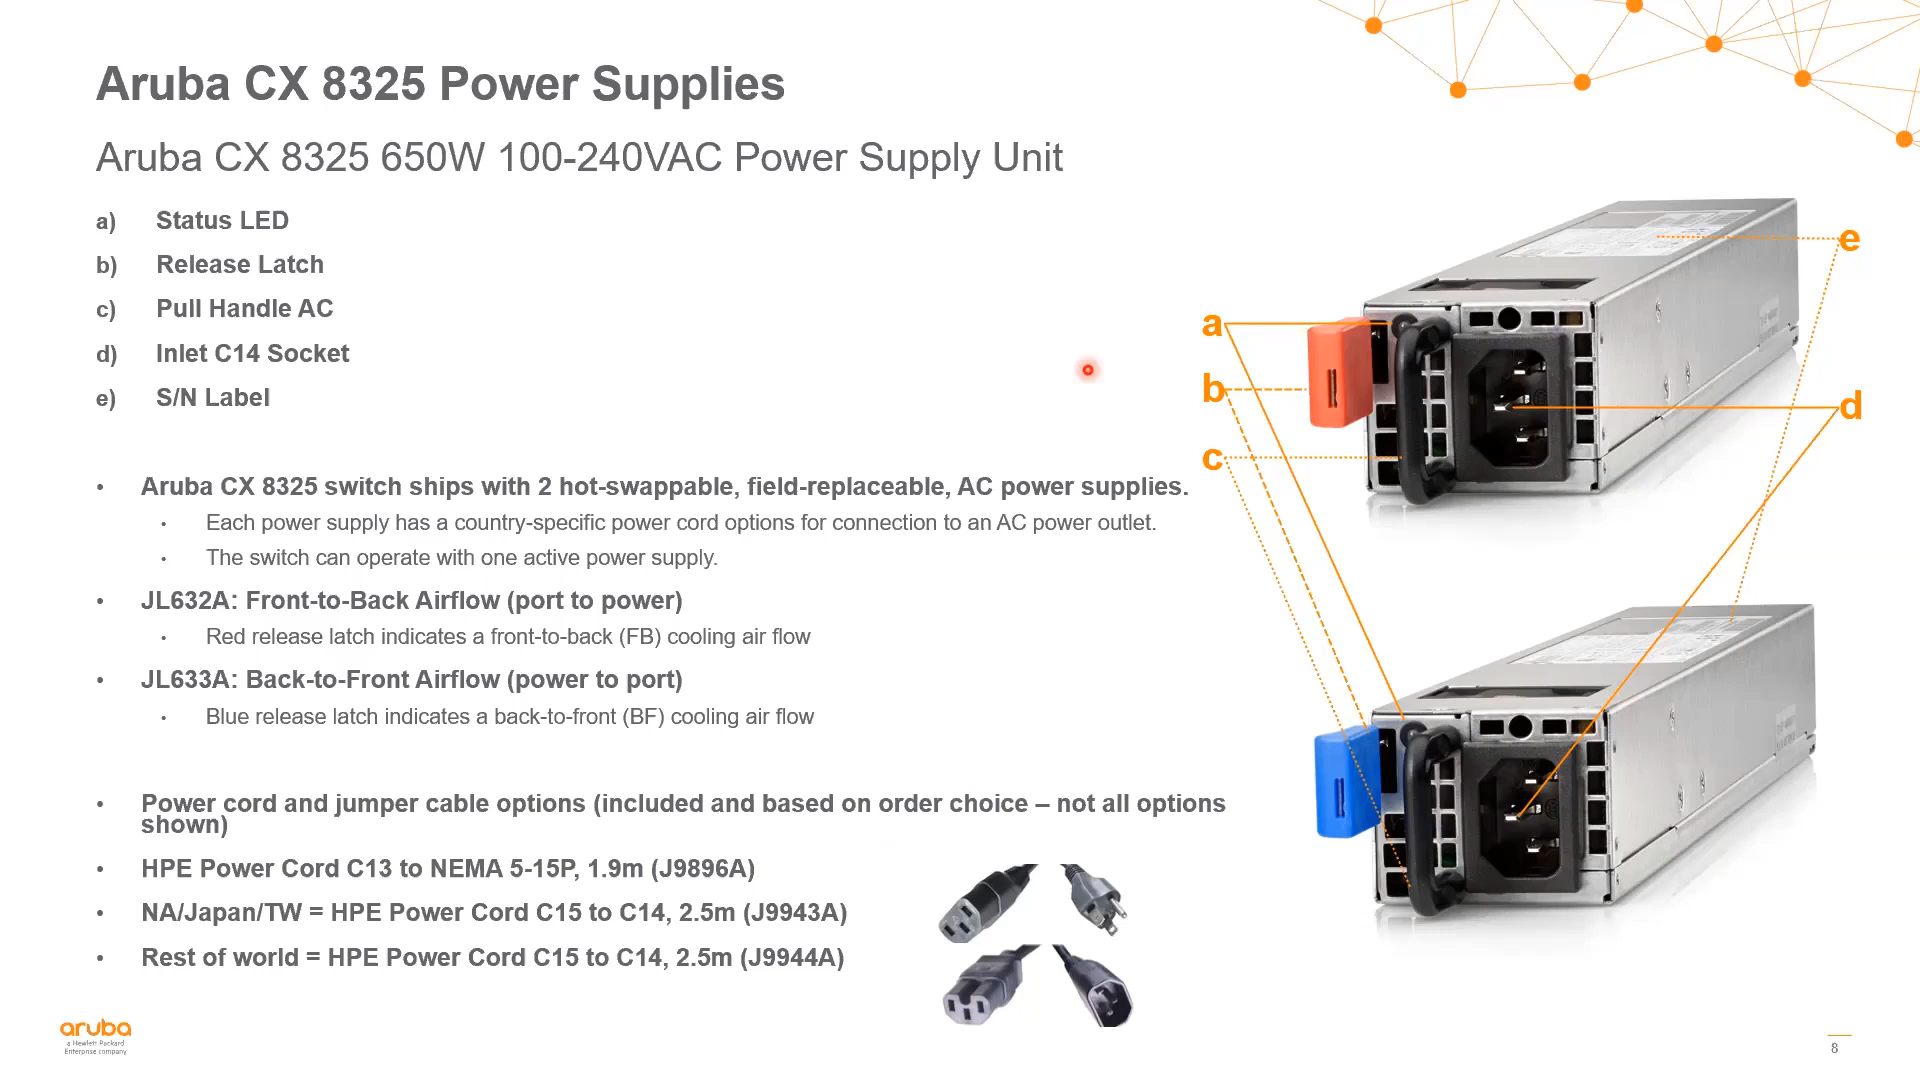 Aruba CX 8325 Power Supplies
Aruba CX 8325 650W 100-240VAC Power Supply Unit
a) Status LED
b) Release Latch
c) Pull Handle AC
d) Inlet C14 Socket
e) S/N Label
• Aruba CX 8325 switch ships with 2 hot-swappable, field-replaceable, AC power supplies.
• Each power supply has a country-specific power cord options for connection to an AC power outlet.
• The switch can operate with one active power supply.
• JL632A: Front-to-Back Airflow (port to power)
• Red release latch indicates a front-to-back (FB) cooling air flow
• JL633A: Back-to-Front Airflow (power to port)
• Blue release latch indicates a back-to-front (BF) cooling air flow
• Power cord and jumper cable options (included and based on order choice – not all options
shown)
• HPE Power Cord C13 to NEMA 5-15P, 1.9m (J9896A)
• NA/Japan/TW = HPE Power Cord C15 to C14, 2.5m (J9943A)
• Rest of world = HPE Power Cord C15 to C14, 2.5m (J9944A)
a
b
c
e
d
aruba
a Hewlett Packard
Enterprise company
8